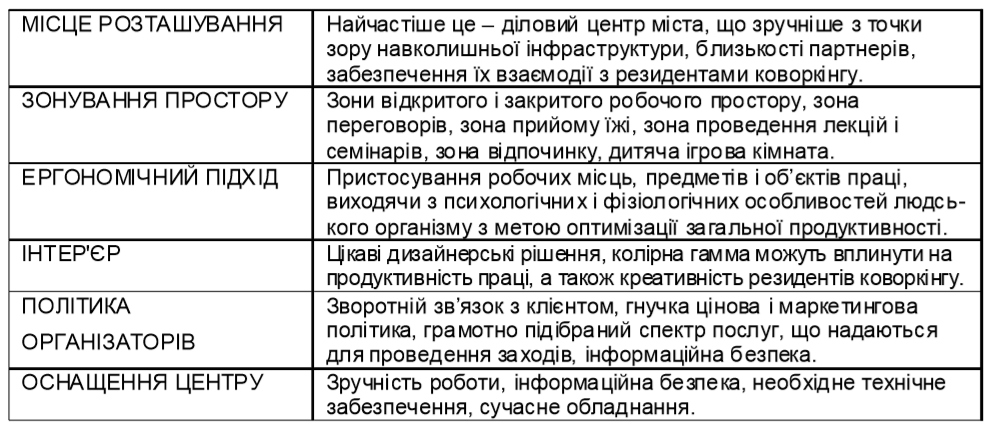 МІСЦЕ РОЗТАШУВАННЯ
Найчастіше це – діловий центр міста, що зручніше з точки
зору навколишньої інфраструктури, близькості партнерів,
забезпечення їх взаємодії з резидентами коворкінгу.
ЗОНУВАННЯ ПРОСТОРУ
Зони відкритого і закритого робочого простору, зона
переговорів, зона прийому їжі, зона проведення лекцій і
семінарів, зона відпочинку, дитяча ігрова кімната.
ЕРГОНОМІЧНИЙ ПІДХІД
Пристосування робочих місць, предметів і об’єктів праці,
виходячи з психологічних і фізіологічних особливостей людсь-
кого організму з метою оптимізації загальної продуктивності.
ІНТЕР'ЄР
Цікаві дизайнерські рішення, колірна гамма можуть вплинути на
продуктивність праці, а також креативність резидентів коворкінгу.
ПОЛІТИКА
ОРГАНІЗАТОРІВ
Зворотній зв’язок з клієнтом, гнучка цінова і маркетингова
політика, грамотно підібраний спектр послуг, що надаються
для проведення заходів, інформаційна безпека.
ОСНАЩЕННЯ ЦЕНТРУ
Зручність роботи, інформаційна безпека, необхідне технічне
забезпечення, сучасне обладнання.